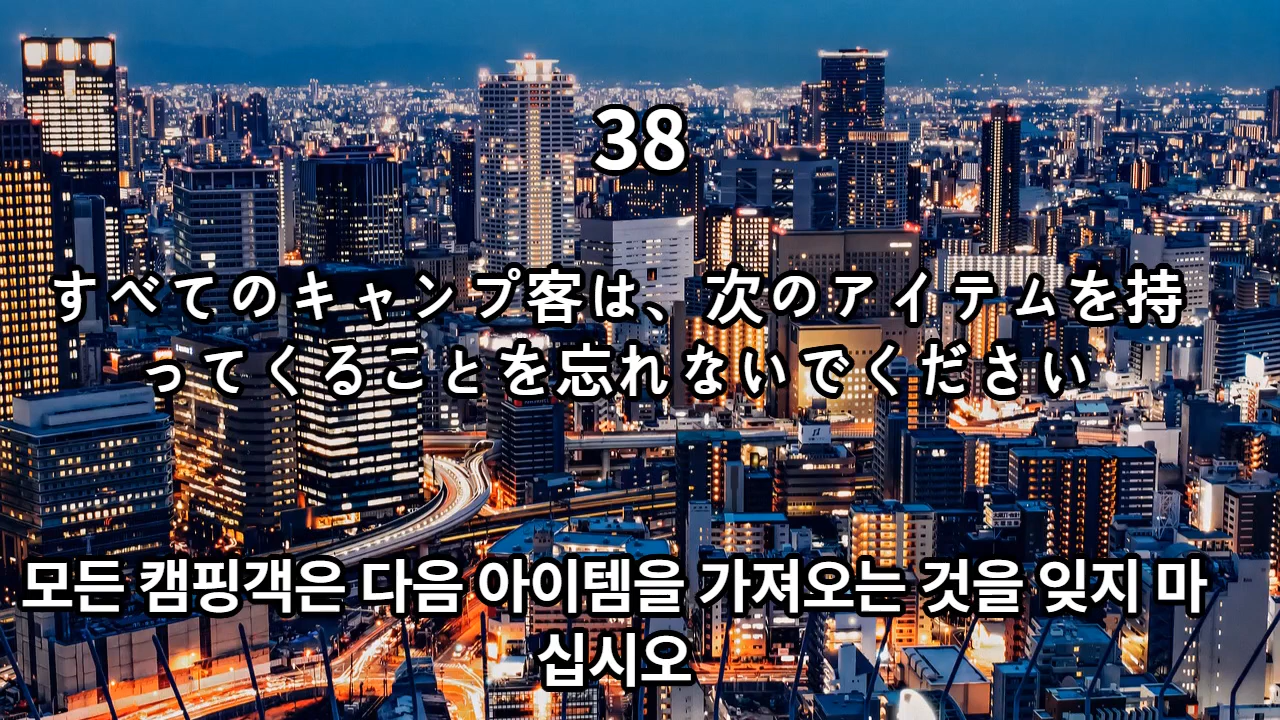 38
すべてのキャンプ客は、次のアイテムを持
ってくることを忘れないでください
모든 캠핑객은 다음 아이템을 가져오는 것을 잊지 마
십시오